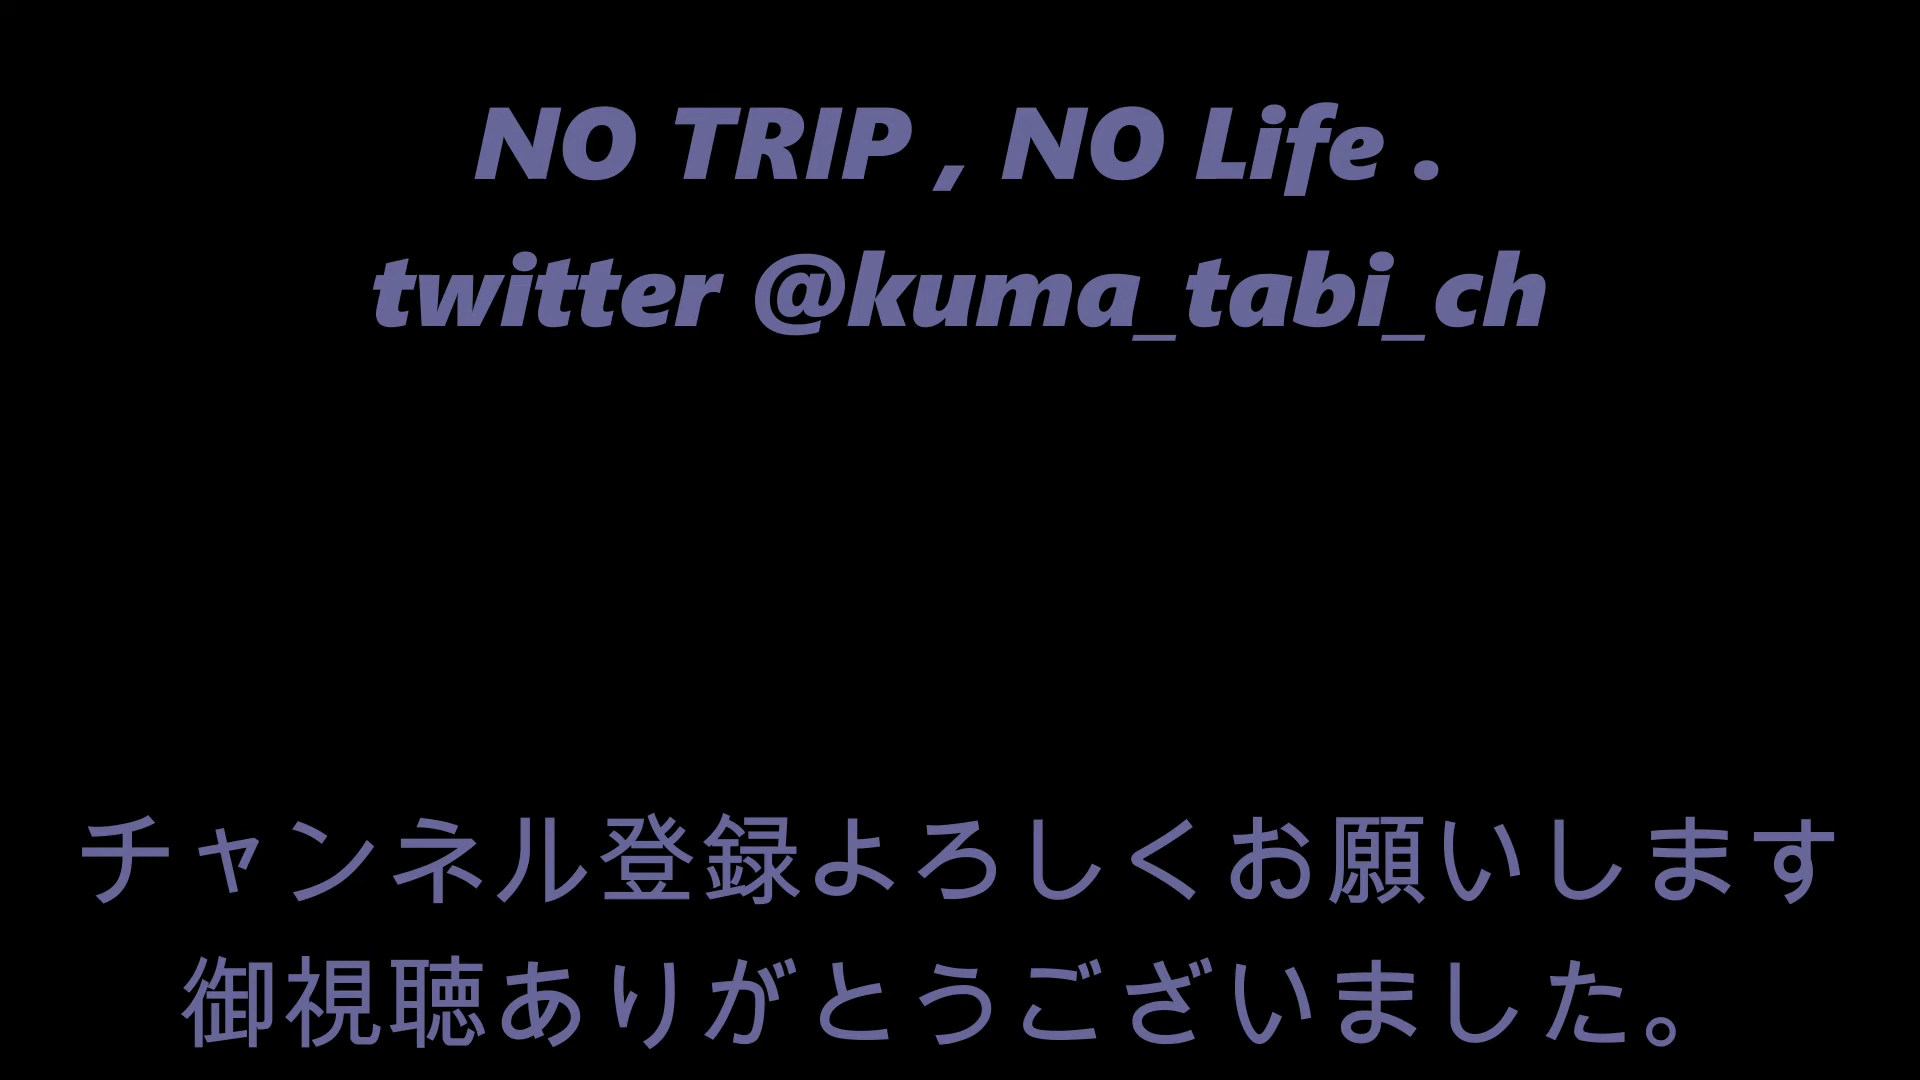 NO TRIP , NO Life .
twitter @kuma_tabi_ch
チャンネル登録よろしくお願いします
御視聴ありがとうございました。